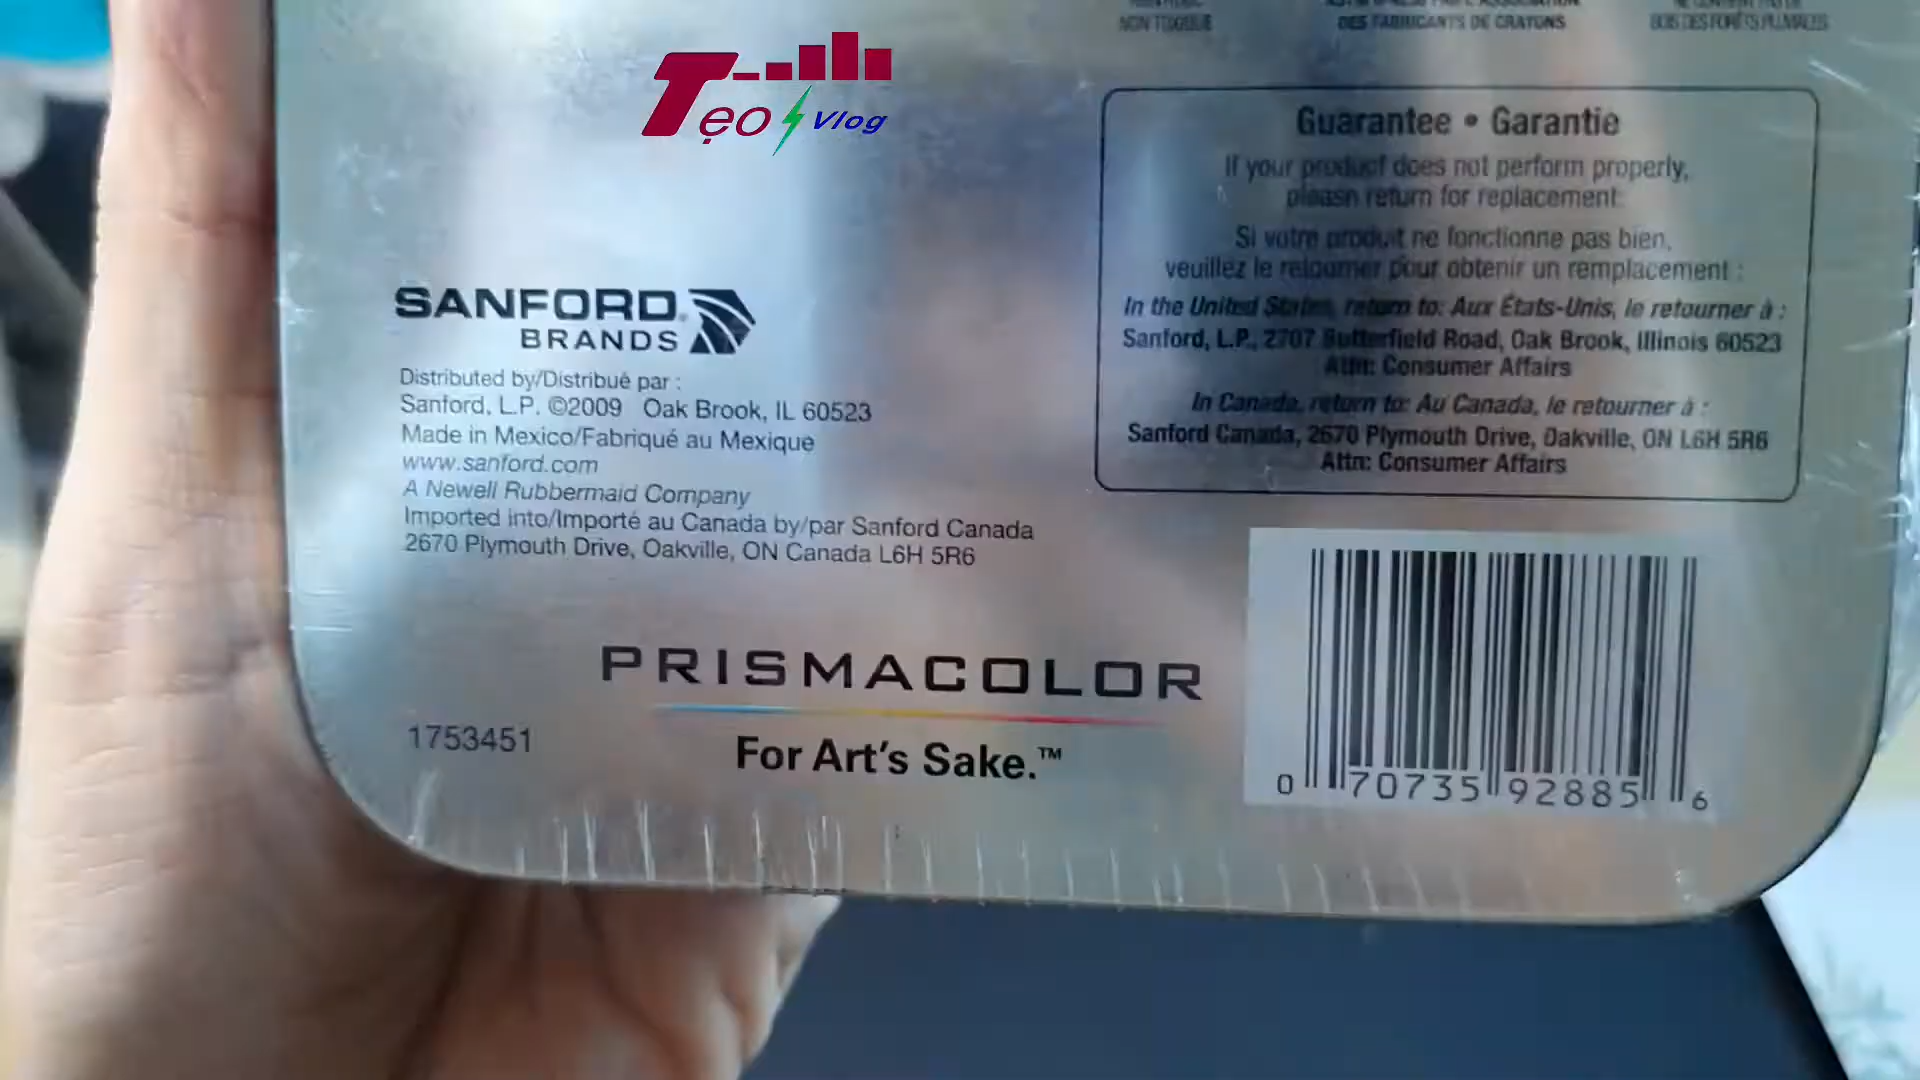 NON TOXIQUE
DES FABRICANTS DE CRAYONS
BOIS DES FORÊTS PLUVIALES
Tẹo Vlog
Guarantee • Garantie
If your product does not perform properly,
please return for replacement.
Si votre produit ne fonctionne pas bien,
veuillez le retourner pour obtenir un remplacement :
In the United States, return to: Aux États-Unis, le retourner à :
Sanford, L.P., 2707 Butterfield Road, Oak Brook, Illinois 60523
Attn: Consumer Affairs
In Canada, return to: Au Canada, le retourner à :
Sanford Canada, 2670 Plymouth Drive, Oakville, ON L6H 5R6
Attn: Consumer Affairs
SANFORD®
BRANDS
Distributed by/Distribué par :
Sanford, L.P. ©2009 Oak Brook, IL 60523
Made in Mexico/Fabriqué au Mexique
www.sanford.com
A Newell Rubbermaid Company
Imported into/Importé au Canada by/par Sanford Canada
2670 Plymouth Drive, Oakville, ON Canada L6H 5R6
PRISMACOLOR
For Art's Sake.™
1753451
0 70735 92885 6